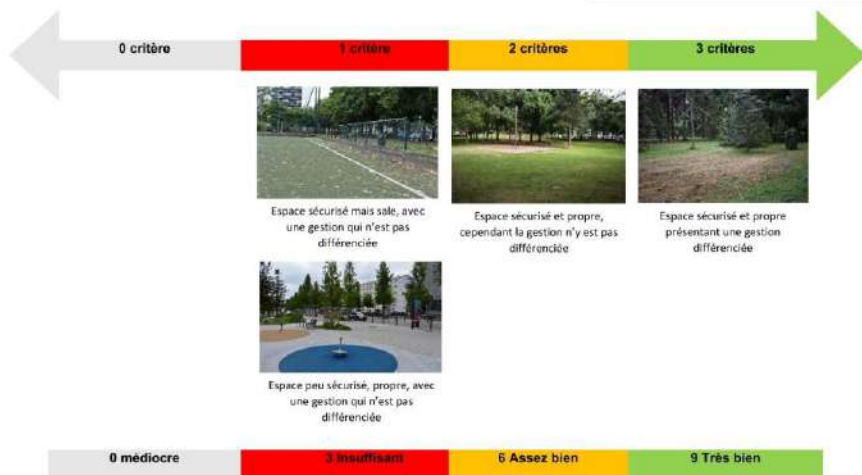 0 critère
1 critère
2 critères
3 critères
Espace sécurisé mais sale, avec
une gestion qui n'est pas
différenciée
Espace sécurisé et propre,
cependant la gestion n'y est pas
différenciée
Espace sécurisé et propre
présentant une gestion
différenciée
Espace peu sécurisé, propre, avec
une gestion qui n'est pas
différenciée
0 médiocre
3 Insuffisant
6 Assez bien
9 Très bien